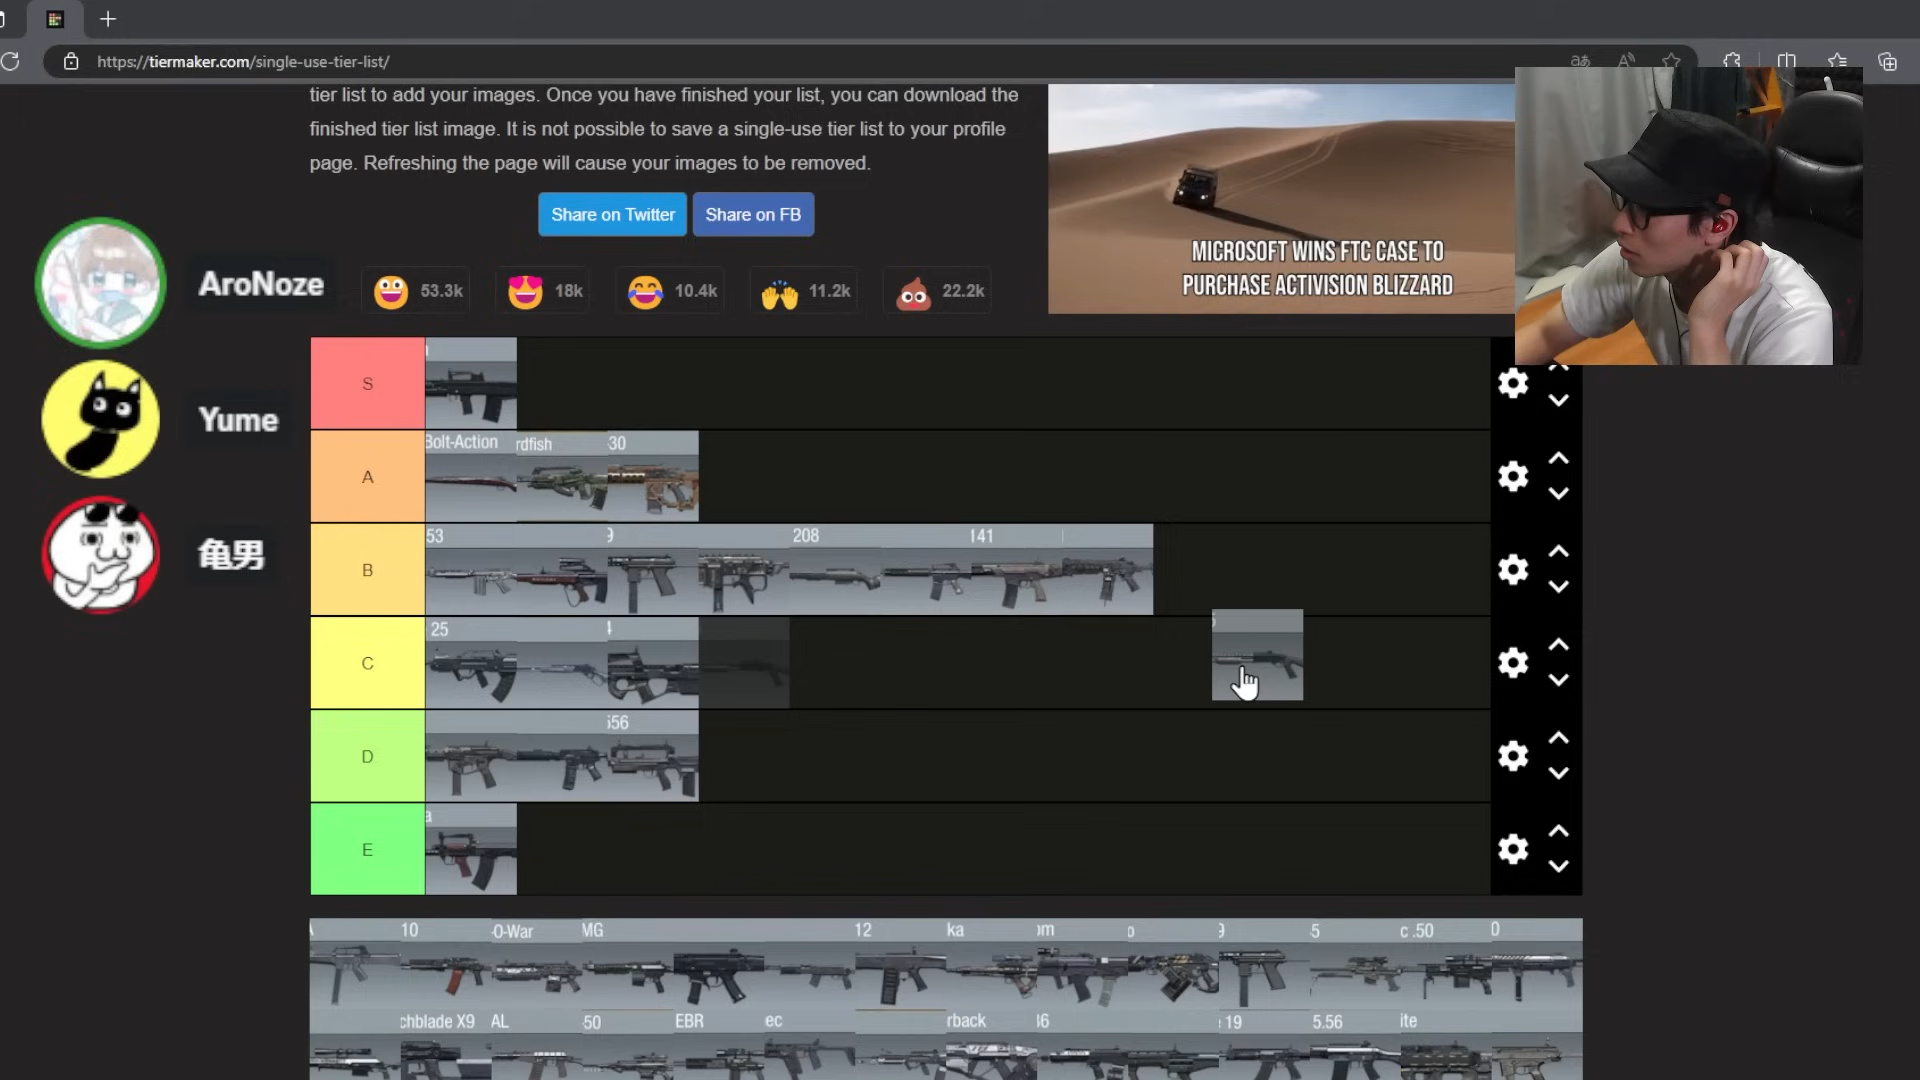 https://tiermaker.com/single-use-tier-list/
tier list to add your images. Once you have finished your list, you can download the
finished tier list image. It is not possible to save a single-use tier list to your profile
page. Refreshing the page will cause your images to be removed.
Share on Twitter
Share on FB
MICROSOFT WINS FTC CASE TO
PURCHASE ACTIVISION BLIZZARD
AroNoze
53.3k
18k
10.4k
11.2k
22.2k
Yume
亀男
S
A
Bolt-Action
rdfish
30
B
53
9
208
141
C
25
D
556
E
a
10
-O-War
MG
12
ka
om
o
9
5
c .50
0
chblade X9
AL
50
EBR
ec
rback
46
19
5.56
ite